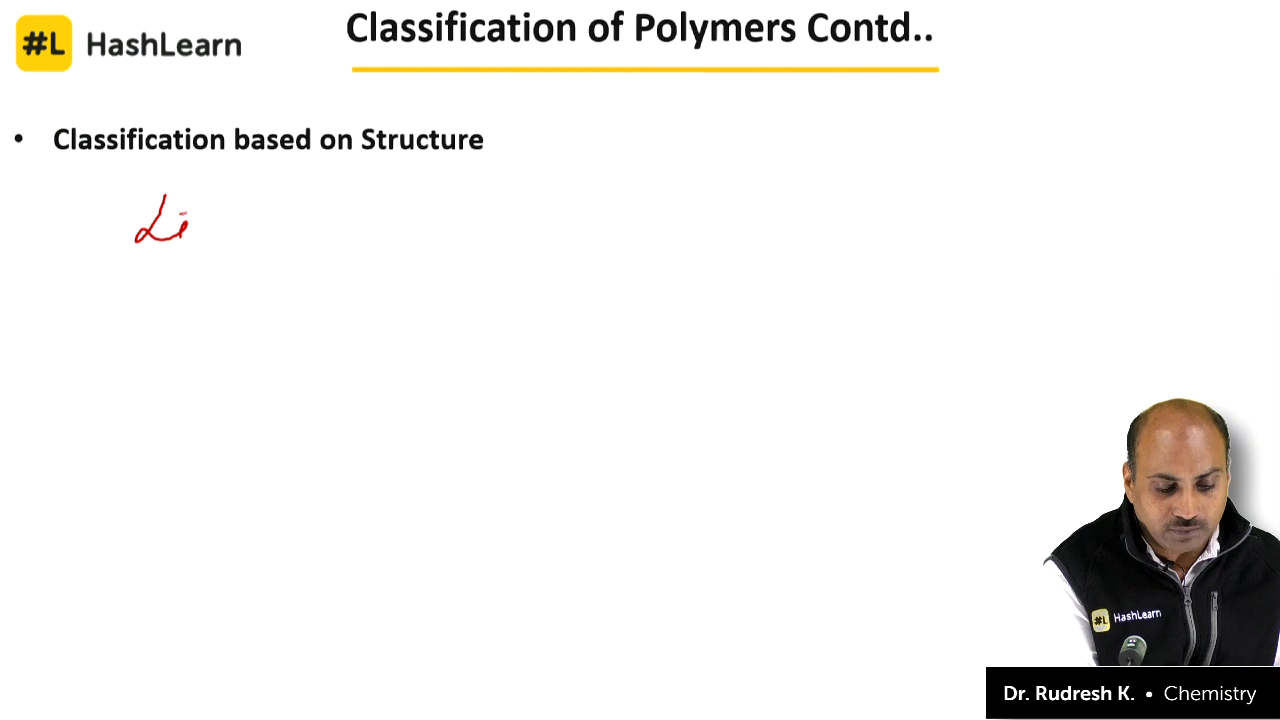 #L HashLearn
Classification of Polymers Contd..
• Classification based on Structure
Li
#L HashLearn
Dr. Rudresh K. • Chemistry